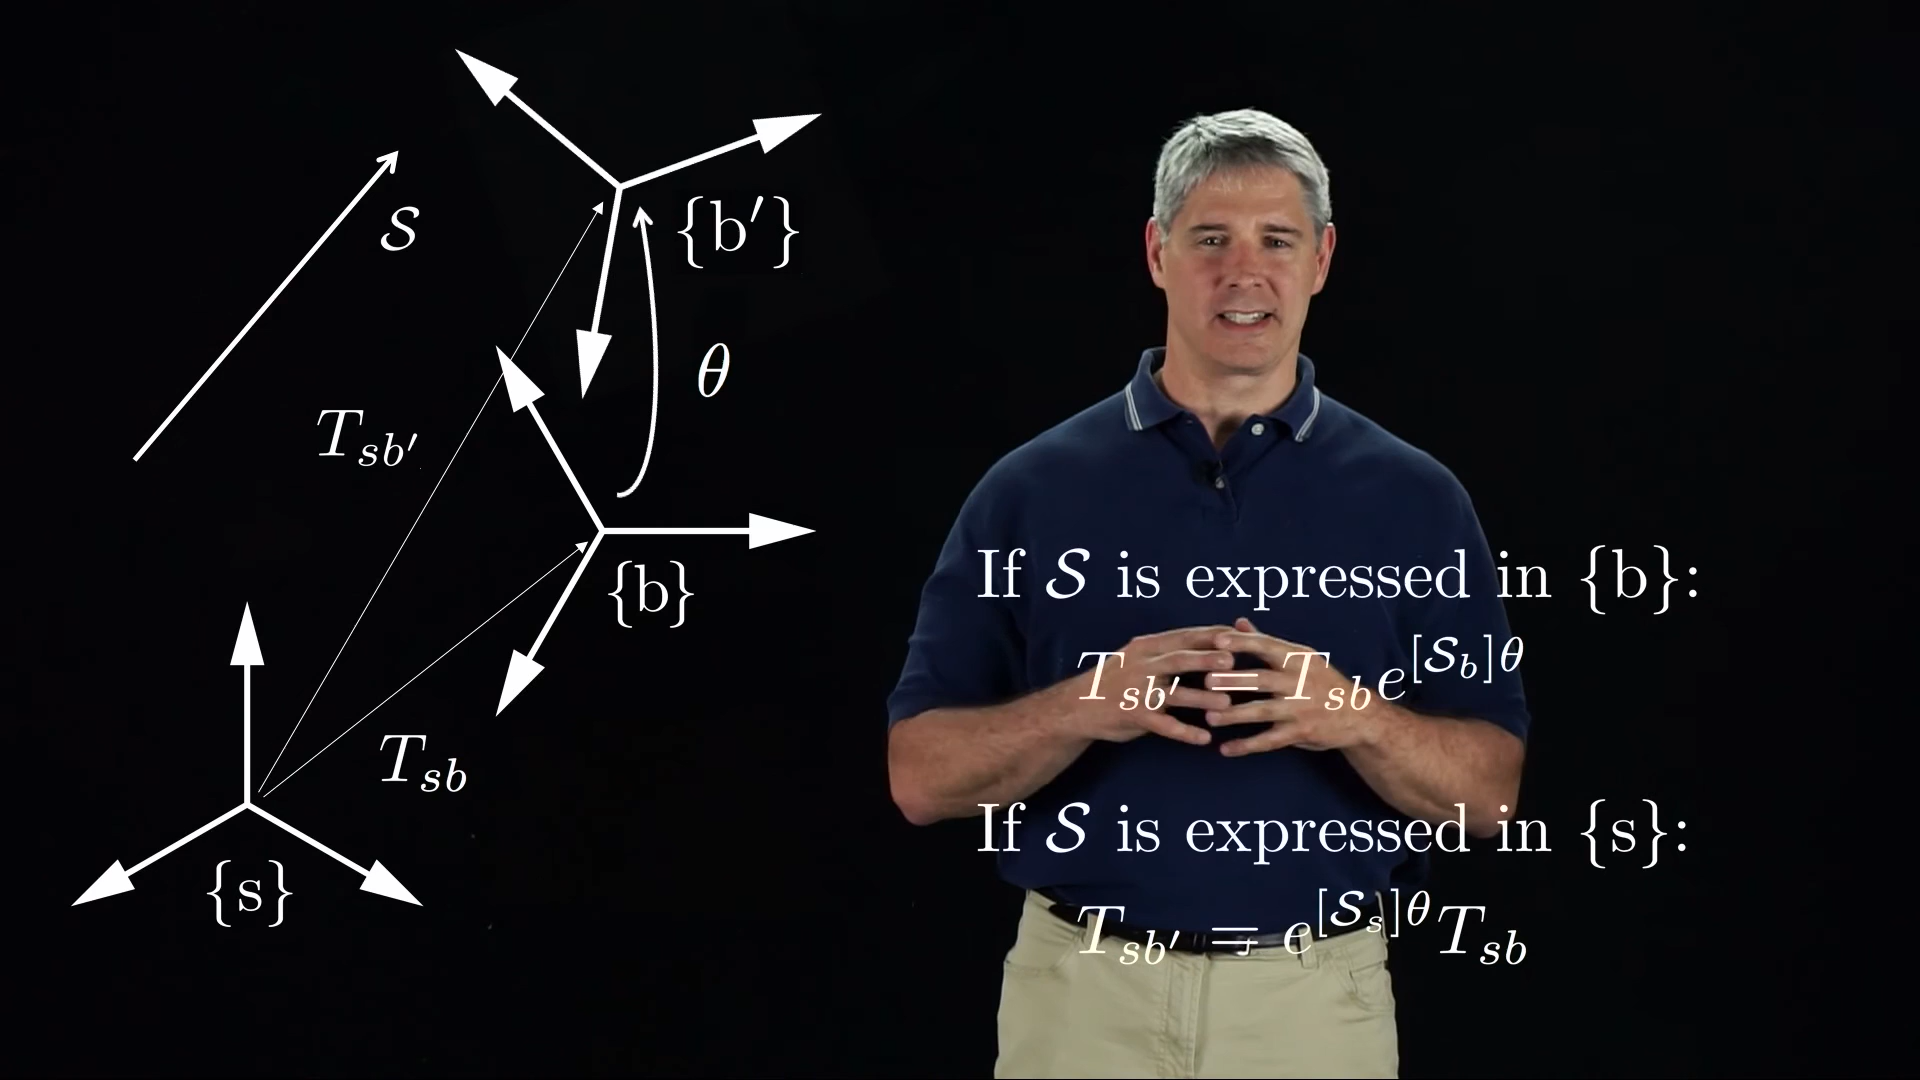 {b′}
𝒮
θ
T_{sb′}
{b}
T_{sb}
{s}
If 𝒮 is expressed in {b}:
T_{sb′} = T_{sb}e^{[𝒮_b]θ}
If 𝒮 is expressed in {s}:
T_{sb′} = e^{[𝒮_s]θ}T_{sb}